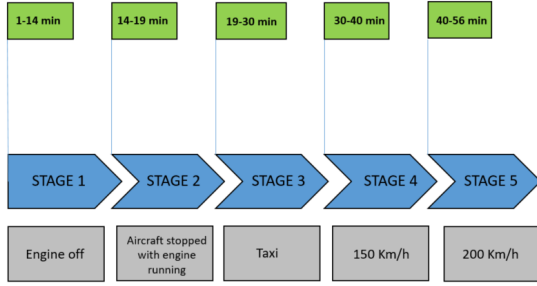 1-14 min
14-19 min
19-30 min
30-40 min
40-56 min
STAGE 1
STAGE 2
STAGE 3
STAGE 4
STAGE 5
Engine off
Aircraft stopped
with engine
running
Taxi
150 Km/h
200 Km/h